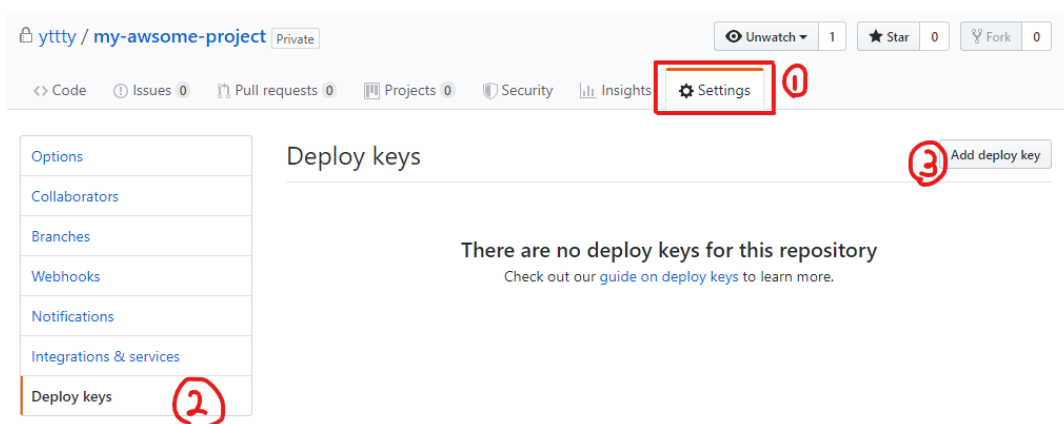 yttty / my-awsome-project Private
Unwatch 1 Star 0 Fork 0
Code Issues 0 Pull requests 0 Projects 0 Security Insights Settings 1
Options
Collaborators
Branches
Webhooks
Notifications
Integrations & services
Deploy keys 2
Deploy keys
3 Add deploy key
There are no deploy keys for this repository
Check out our guide on deploy keys to learn more.